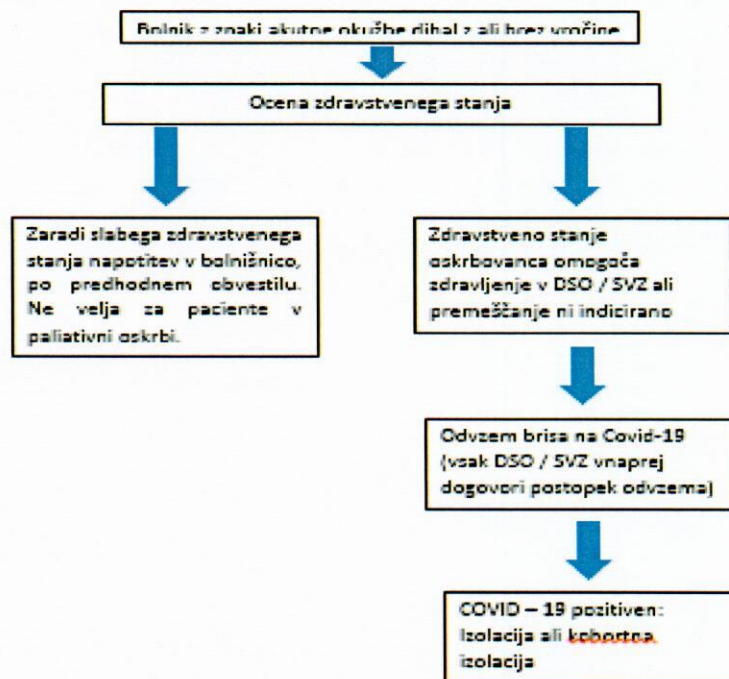 Bolnik z znaki akutne okužbe dihal z ali brez vročine
Ocena zdravstvenega stanja
Zaradi slabega zdravstvenega
stanja napotitev v bolnišnico,
po predhodnem obvestilu.
Ne velja za paciente v
paliativni oskrbi.
Zdravstveno stanje
oskrbovanca omogoča
zdravljenje v DSO / SVZ ali
premeščanje ni indicirano
Odvzem brisa na Covid-19
(vsak DSO / SVZ vnaprej
dogovori postopek odvzema)
COVID – 19 pozitiven:
Izolacija ali kohortna
izolacija